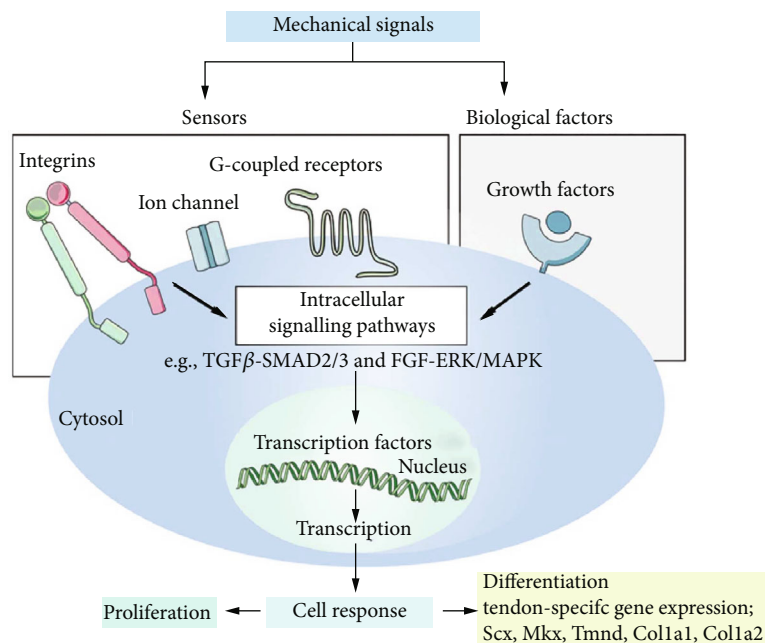 Mechanical signals
Sensors
Biological factors
Integrins
Ion channel
G-coupled receptors
Growth factors
Intracellular
signalling pathways
e.g., TGFβ-SMAD2/3 and FGF-ERK/MAPK
Cytosol
Transcription factors
Nucleus
Transcription
Proliferation
Cell response
Differentiation
tendon-specifc gene expression;
Scx, Mkx, Tmnd, Col1a1, Col1a2